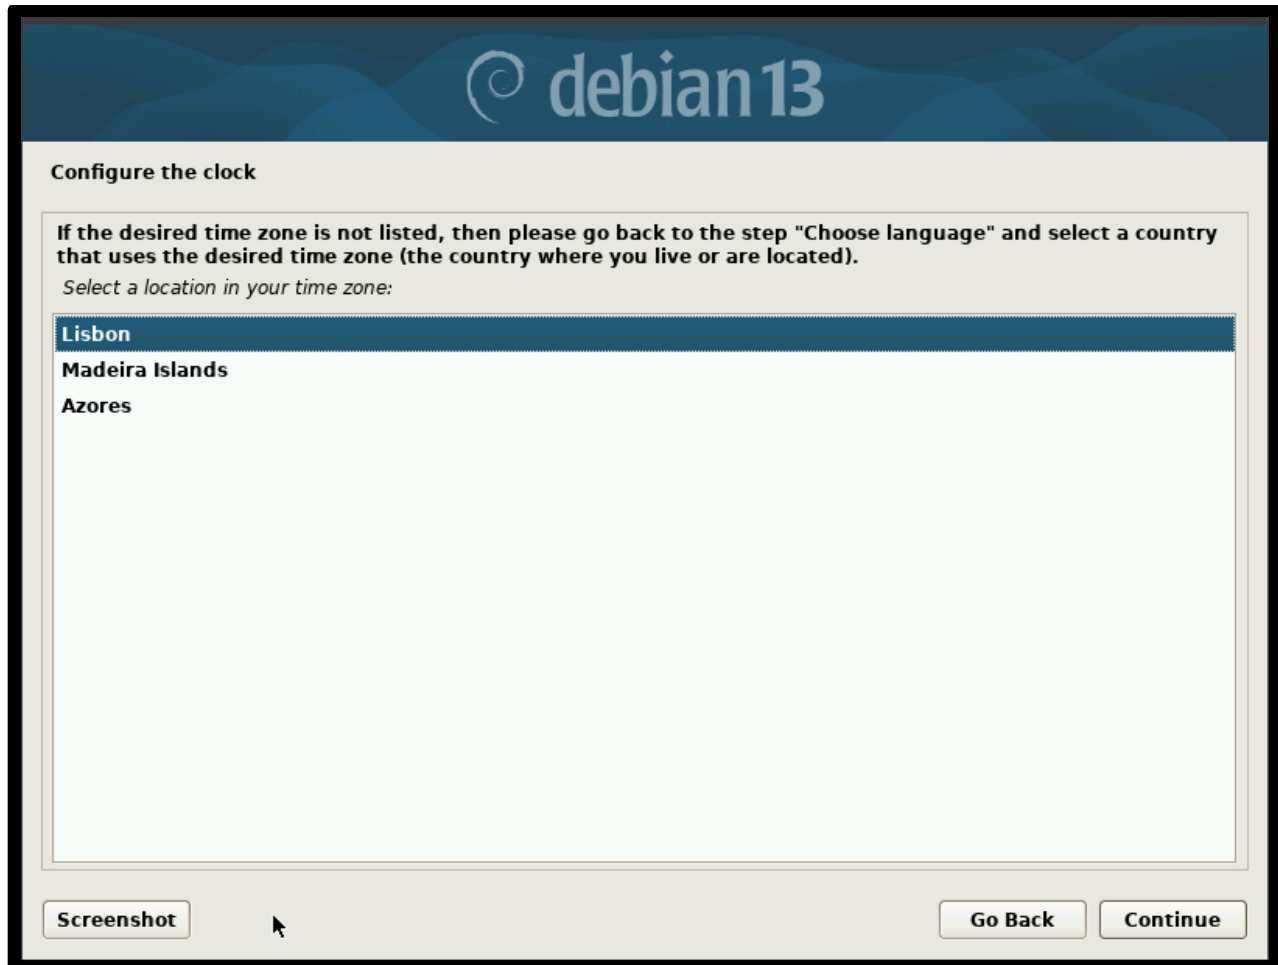 debian 13
Configure the clock
If the desired time zone is not listed, then please go back to the step "Choose language" and select a country
that uses the desired time zone (the country where you live or are located).
Select a location in your time zone:
Lisbon
Madeira Islands
Azores
Screenshot
Go Back
Continue